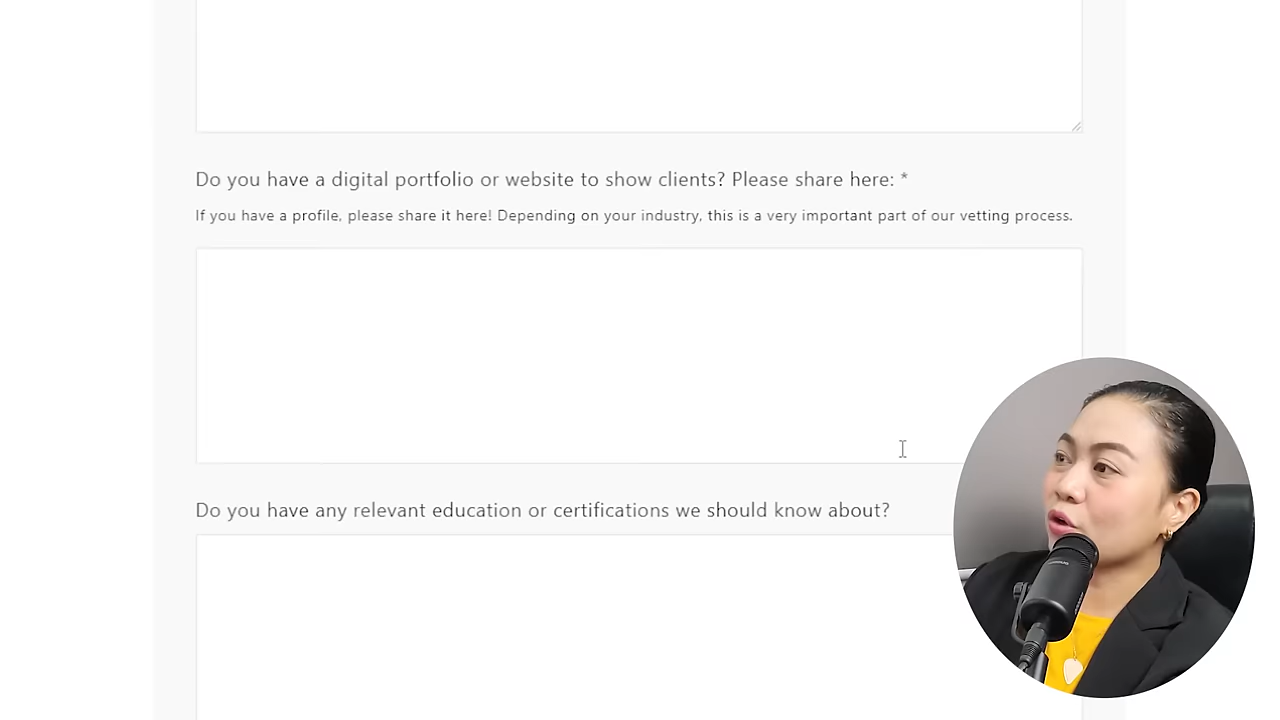 Do you have a digital portfolio or website to show clients? Please share here: *
If you have a profile, please share it here! Depending on your industry, this is a very important part of our vetting process.
Do you have any relevant education or certifications we should know about?